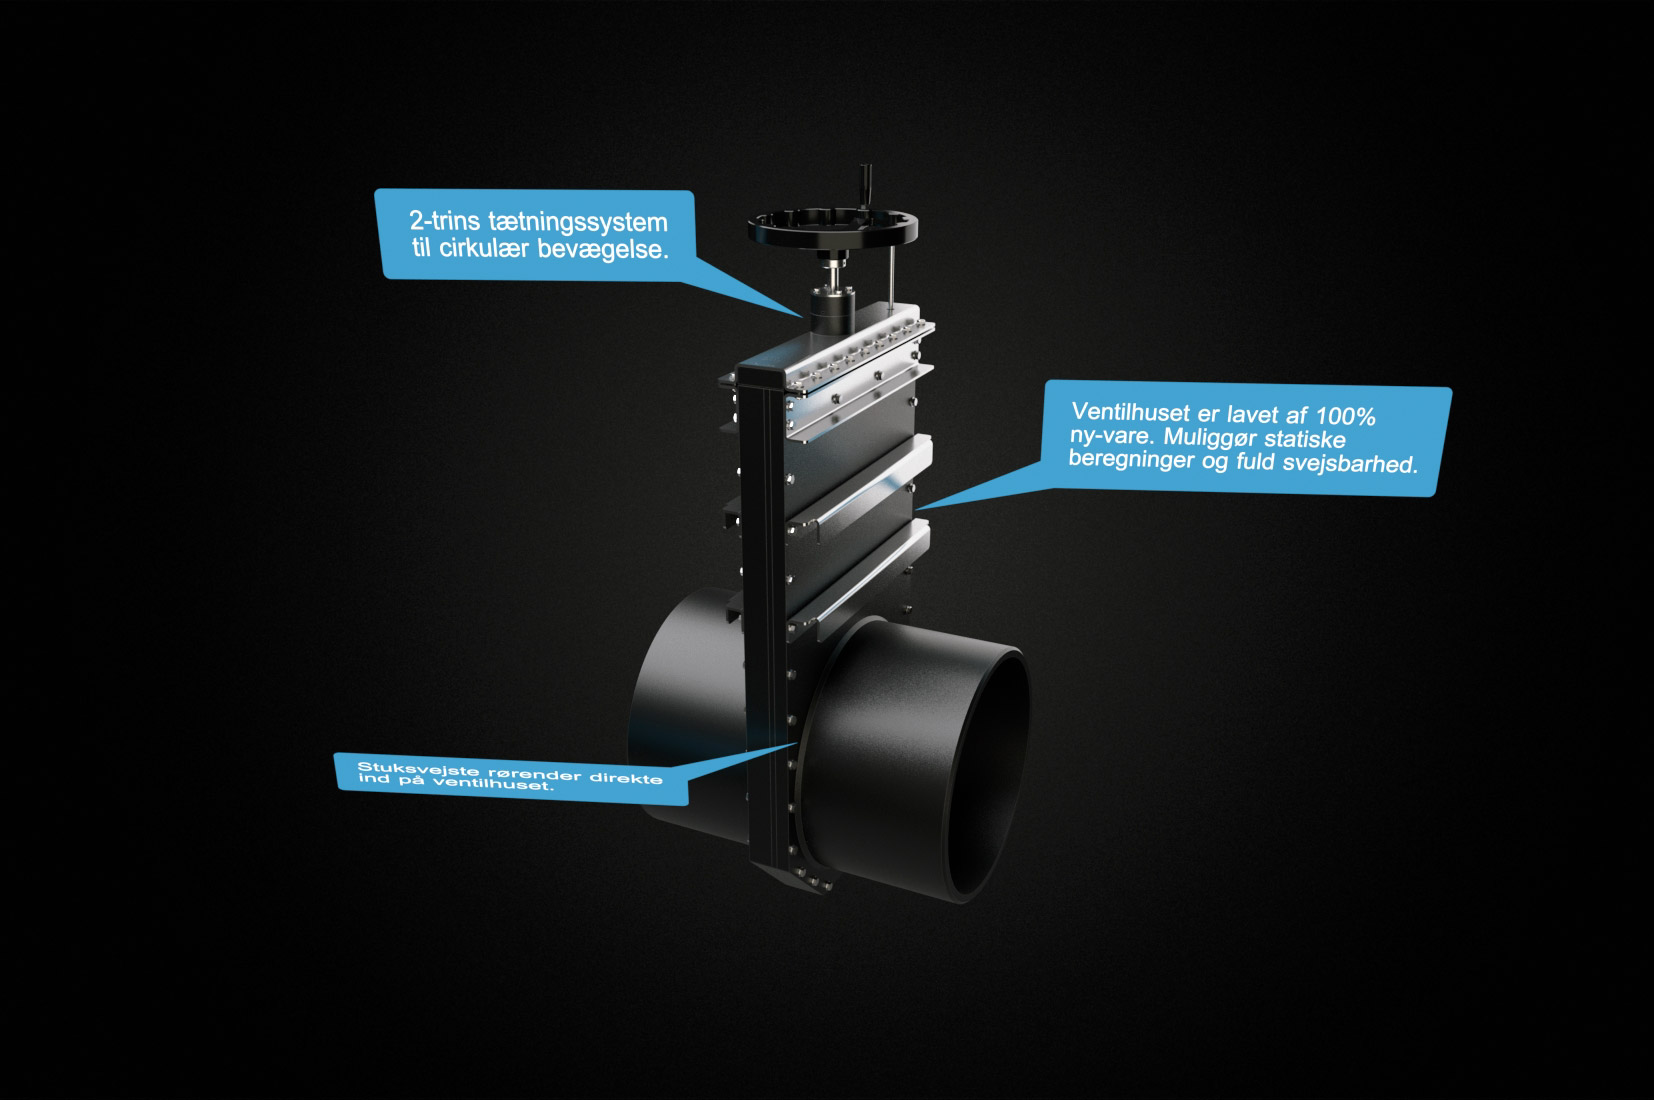 2-trins tætningssystem
til cirkulær bevægelse.
Ventilhuset er lavet af 100%
ny-vare. Muliggør statiske
beregninger og fuld svejsbarhed.
Stuksvejste rørender direkte
ind på ventilhuset.